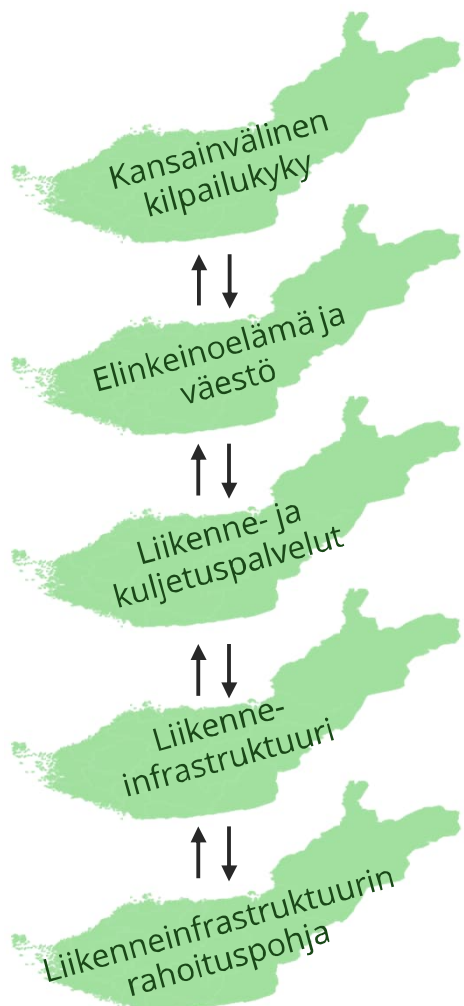 Kansainvälinen
kilpailukyky
Elinkeinoelämä ja
väestö
Liikenne- ja
kuljetuspalvelut
Liikenne-
infrastruktuuri
Liikenneinfrastruktuurin
rahoituspohja